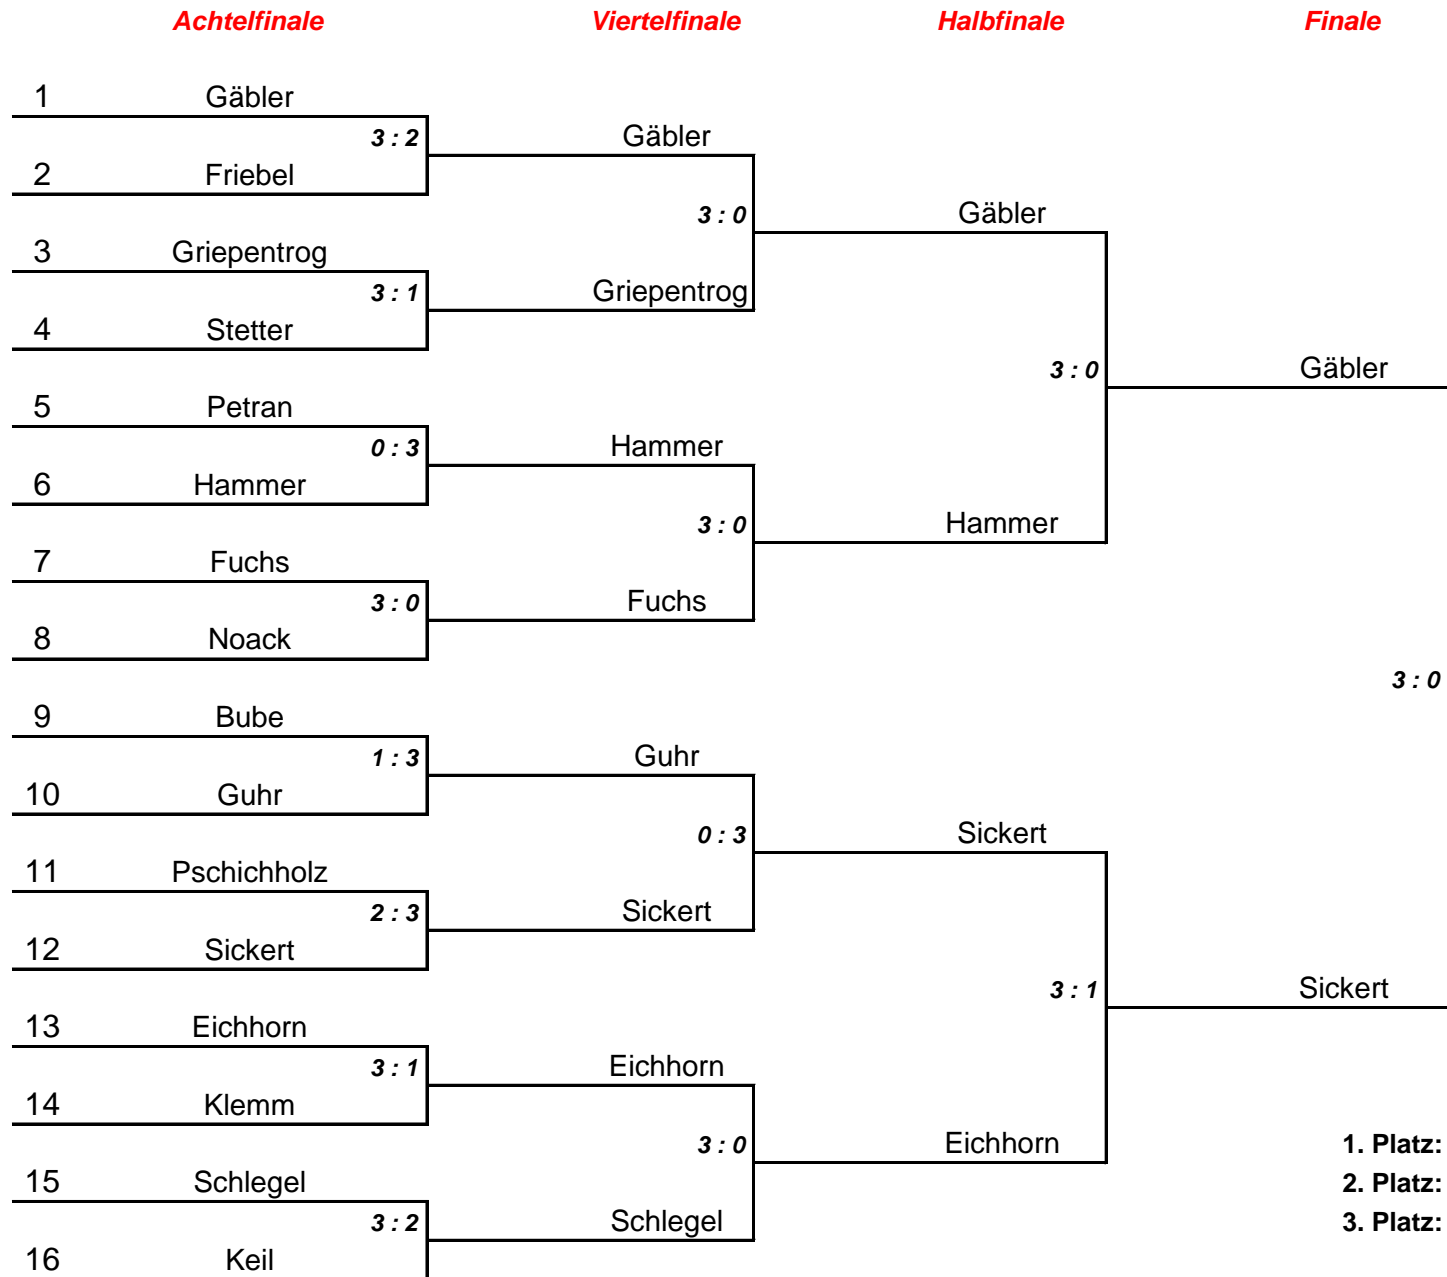 Achtelfinale Viertelfinale Halbfinale Finale
1 Gäbler
3 : 2 Gäbler
2 Friebel
3 : 0 Gäbler
3 Griepentrog
3 : 1 Griepentrog
4 Stetter
3 : 0 Gäbler
5 Petran
0 : 3 Hammer
6 Hammer
3 : 0 Hammer
7 Fuchs
3 : 0 Fuchs
8 Noack
3 : 0
9 Bube
1 : 3 Guhr
10 Guhr
0 : 3 Sickert
11 Pschichholz
2 : 3 Sickert
12 Sickert
3 : 1 Sickert
13 Eichhorn
3 : 1 Eichhorn
14 Klemm
3 : 0 Eichhorn 1. Platz:
15 Schlegel 2. Platz:
3 : 2 Schlegel 3. Platz:
16 Keil